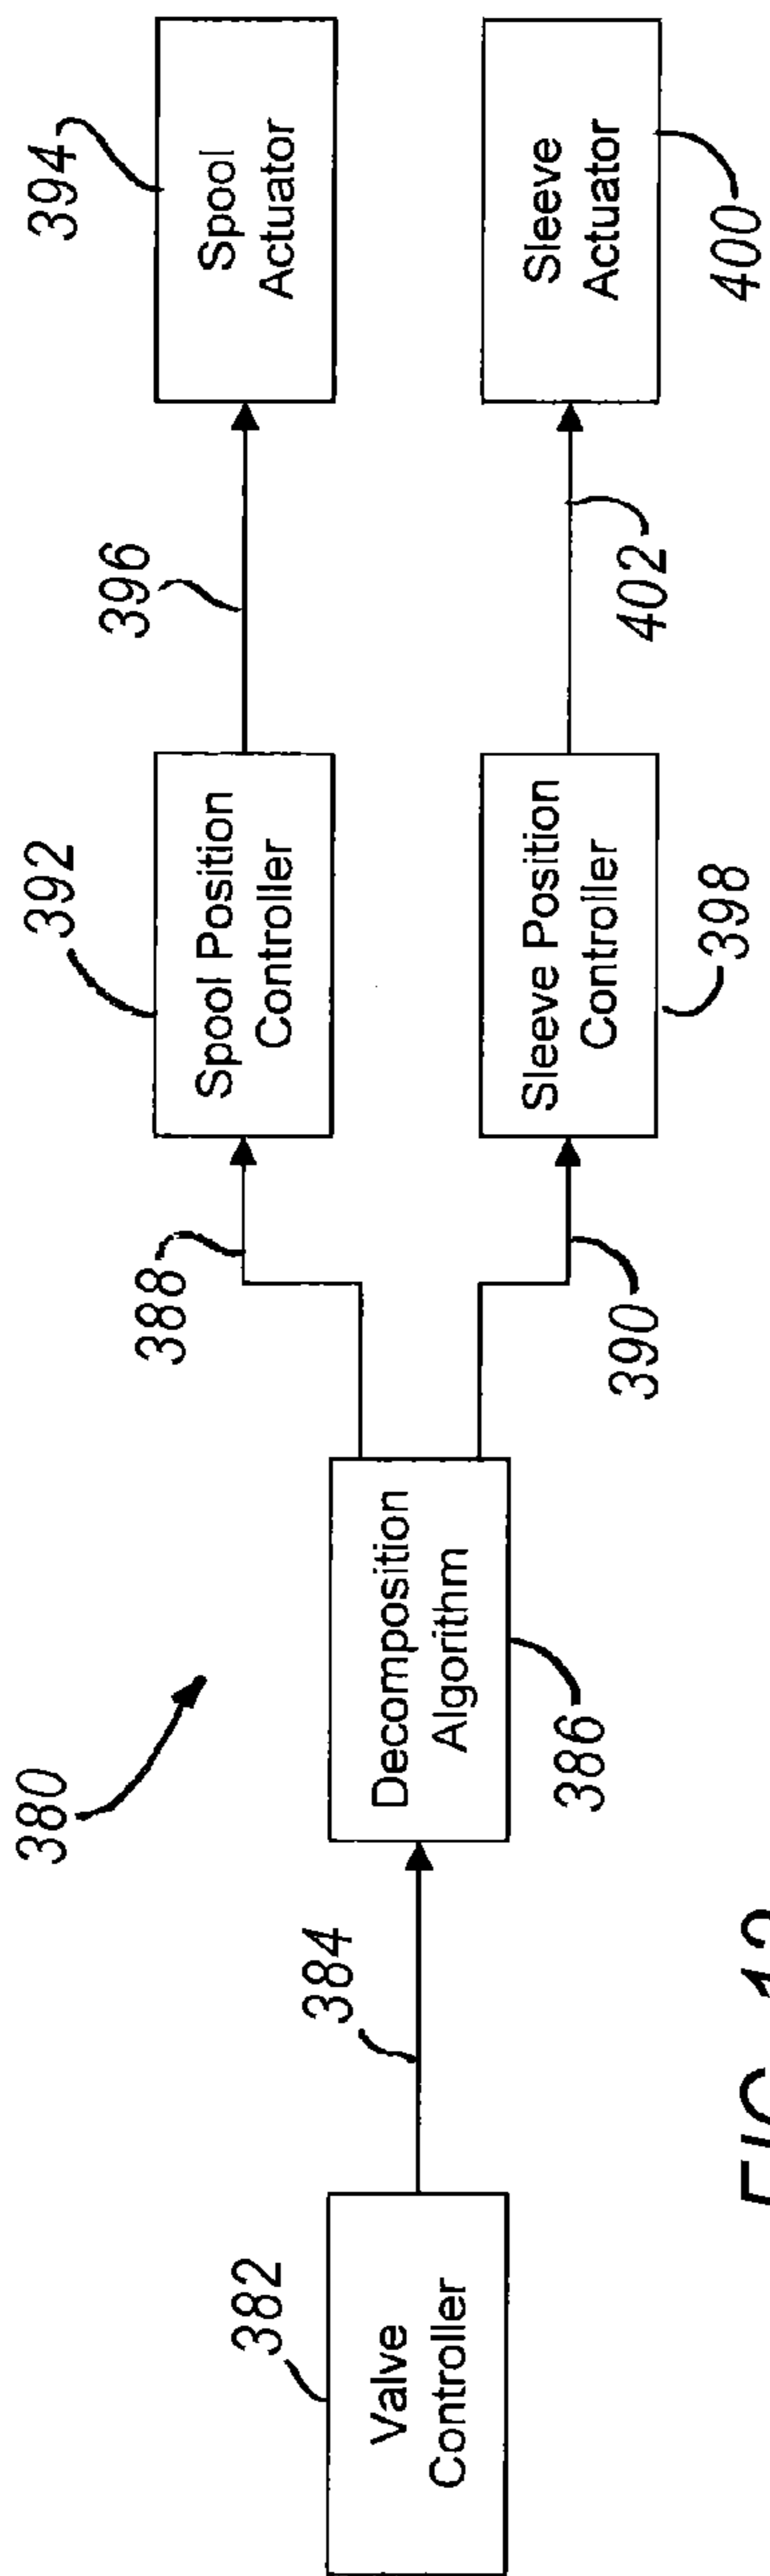 380
382
Valve
Controller
384
Decomposition
Algorithm
386
388
390
392
Spool Position
Controller
Sleeve Position
Controller
398
396
402
394
Spool
Actuator
Sleeve
Actuator
400
FIG.